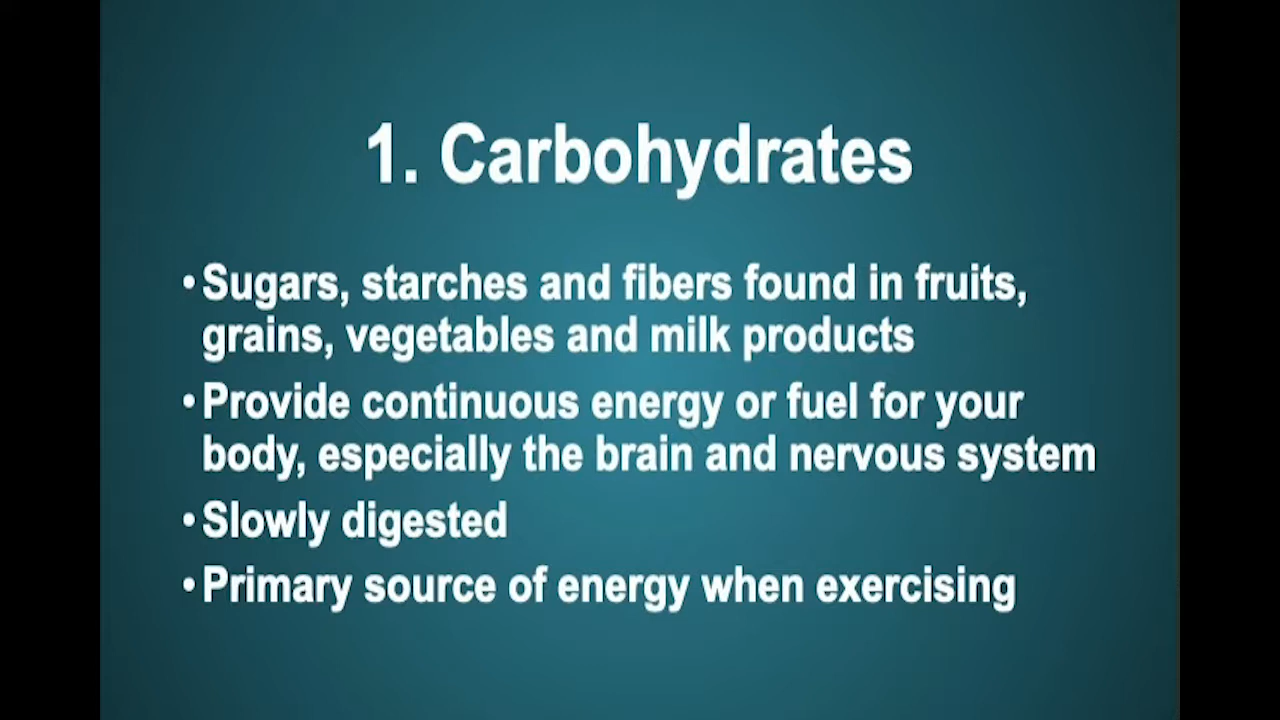 1. Carbohydrates
•Sugars, starches and fibers found in fruits,
grains, vegetables and milk products
•Provide continuous energy or fuel for your
body, especially the brain and nervous system
•Slowly digested
•Primary source of energy when exercising